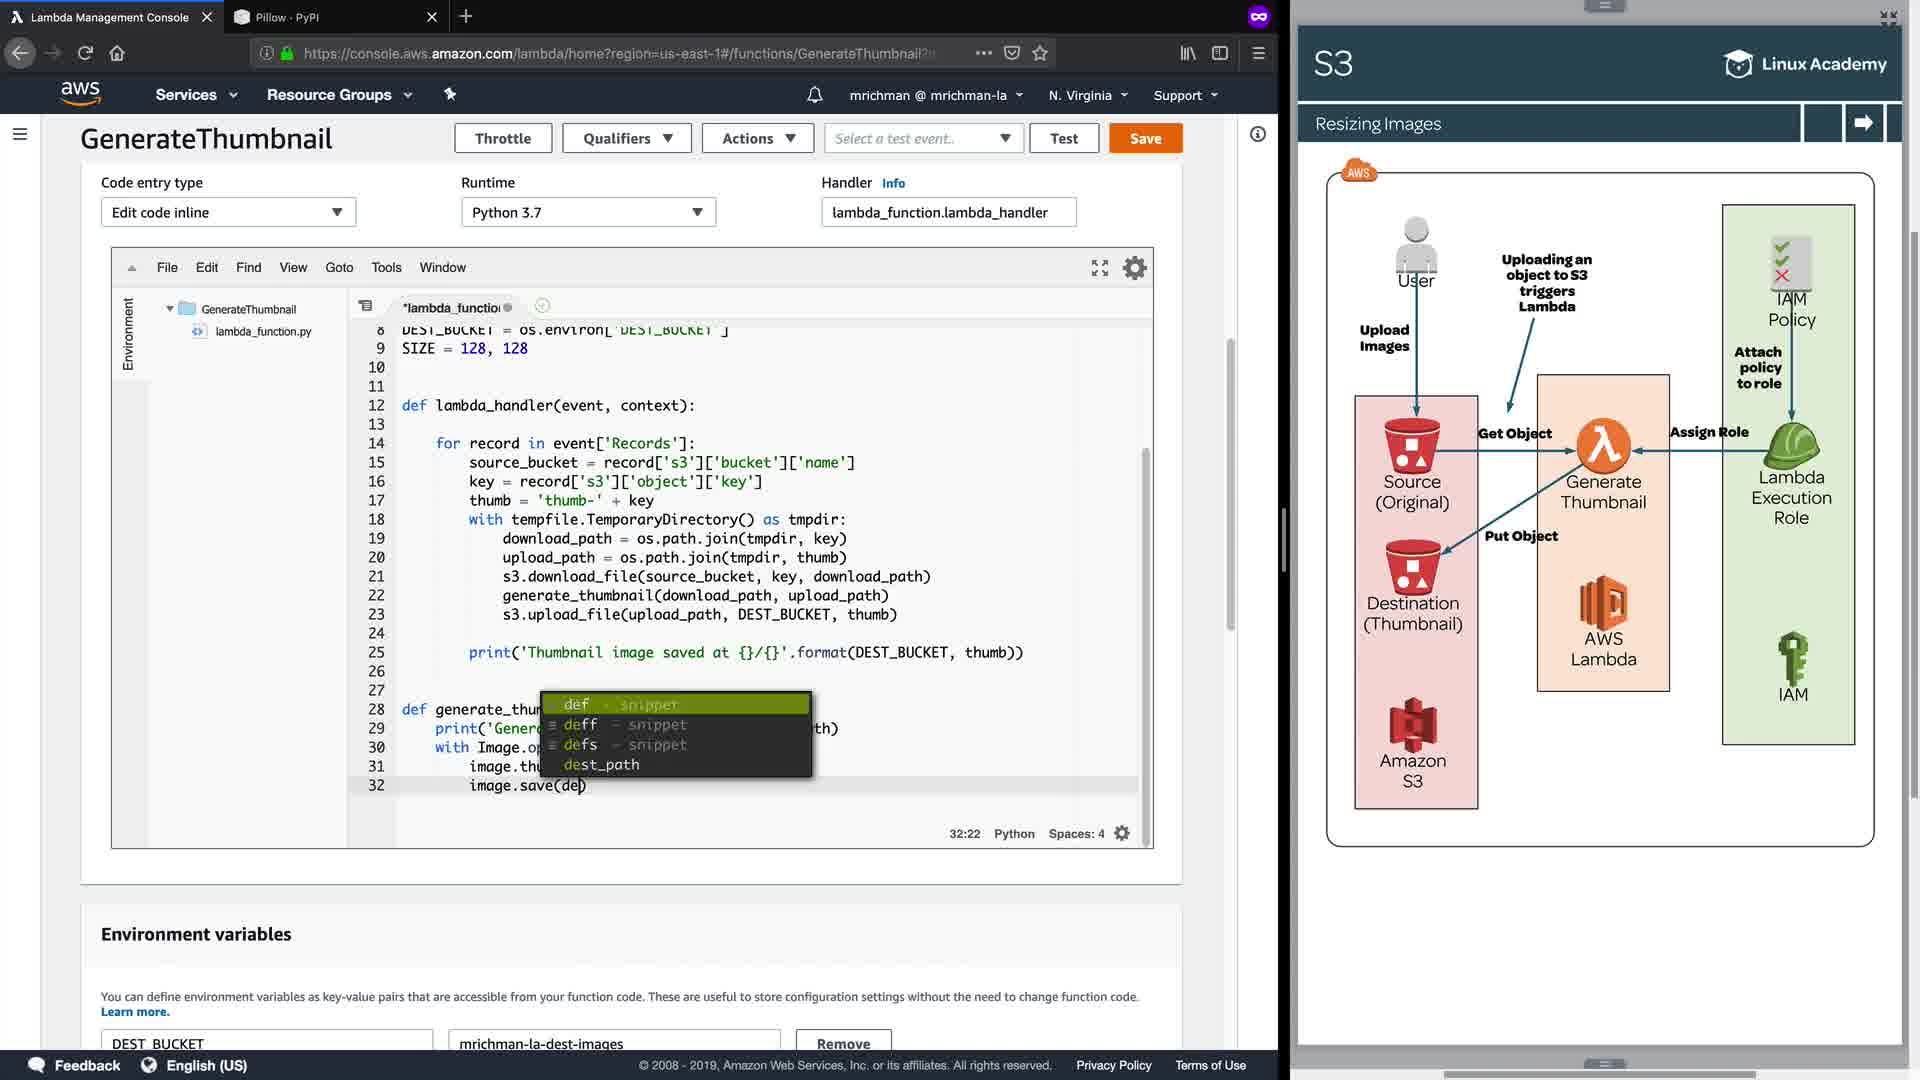 Lambda Management Console
Pillow · PyPI
https://console.aws.amazon.com/lambda/home?region=us-east-1#/functions/GenerateThumbnail?
aws
Services
Resource Groups
mrichman @ mrichman-la
N. Virginia
Support
GenerateThumbnail
Throttle
Qualifiers
Actions
Select a test event..
Test
Save
Code entry type
Runtime
Handler Info
Edit code inline
Python 3.7
lambda_function.lambda_handler
File Edit Find View Goto Tools Window
Environment
GenerateThumbnail
lambda_function.py
*lambda_function
8 DEST_BUCKET = os.environ['DEST_BUCKET']
9 SIZE = 128, 128
10
11
12 def lambda_handler(event, context):
13
14 for record in event['Records']:
15 source_bucket = record['s3']['bucket']['name']
16 key = record['s3']['object']['key']
17 thumb = 'thumb-' + key
18 with tempfile.TemporaryDirectory() as tmpdir:
19 download_path = os.path.join(tmpdir, key)
20 upload_path = os.path.join(tmpdir, thumb)
21 s3.download_file(source_bucket, key, download_path)
22 generate_thumbnail(download_path, upload_path)
23 s3.upload_file(upload_path, DEST_BUCKET, thumb)
24
25 print('Thumbnail image saved at {}/{}'.format(DEST_BUCKET, thumb))
26
27
28 def generate_thu
29 print('Gener th)
30 with Image.op
31 image.thu
32 image.save(de)
def - snippet
deff - snippet
defs - snippet
dest_path
32:22 Python Spaces: 4
Environment variables
You can define environment variables as key-value pairs that are accessible from your function code. These are useful to store configuration settings without the need to change function code.
Learn more.
DEST_BUCKET
mrichman-la-dest-images
Remove
Feedback
English (US)
© 2008 - 2019, Amazon Web Services, Inc. or its affiliates. All rights reserved.
Privacy Policy
Terms of Use
S3
Linux Academy
Resizing Images
AWS
User
Uploading an
object to S3
triggers
Lambda
IAM
Policy
Upload
Images
Attach
policy
to role
Get Object
Assign Role
Source
(Original)
Generate
Thumbnail
Lambda
Execution
Role
Put Object
Destination
(Thumbnail)
AWS
Lambda
IAM
Amazon
S3